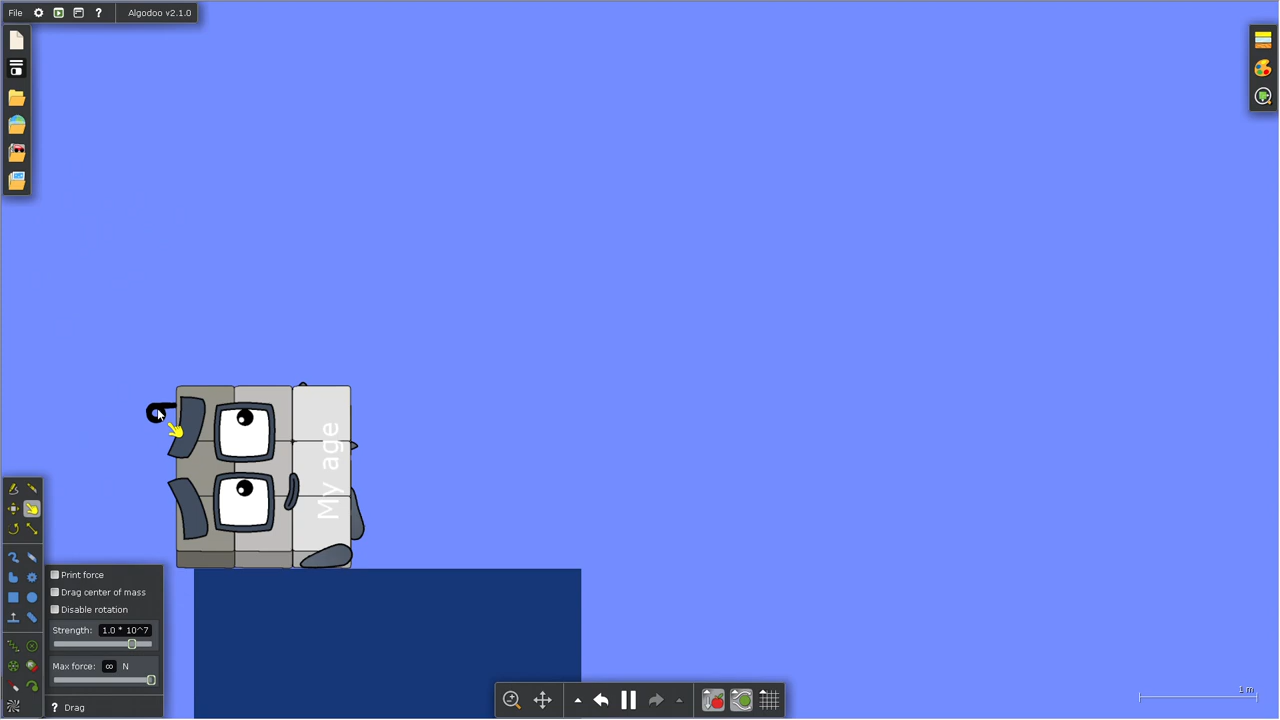 File ? Algodoo v2.1.0
My age
Print force
Drag center of mass
Disable rotation
Strength: 1.0 * 10^7
Max force: ∞ N
? Drag
1 m